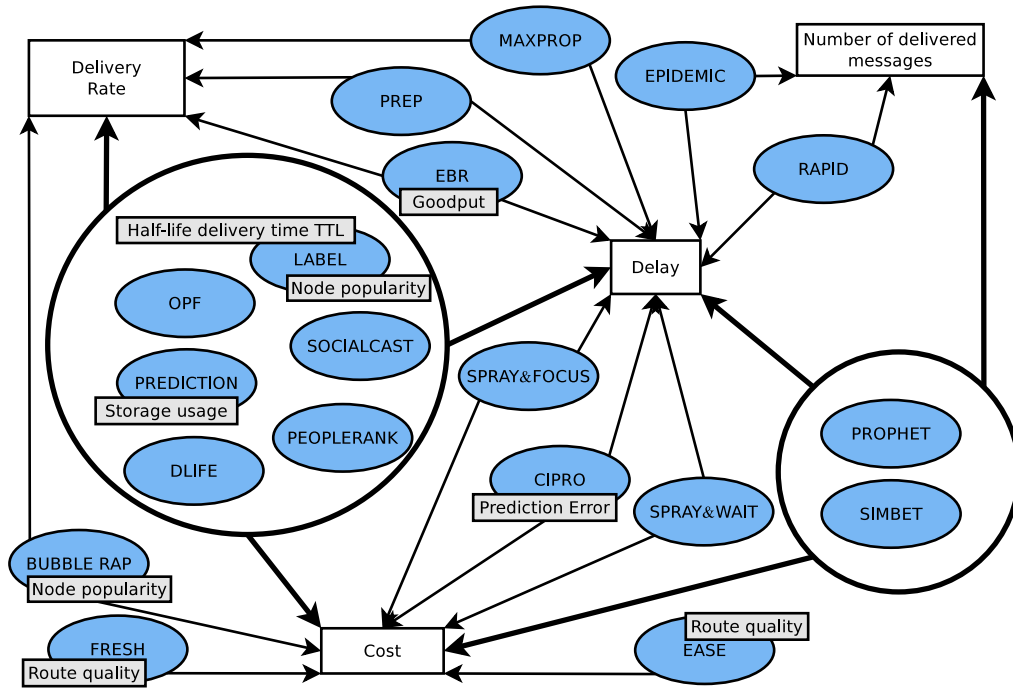 MAXPROP
Number of delivered
messages
Delivery
Rate
EPIDEMIC
PREP
RAPID
EBR
Goodput
Half-life delivery time TTL
LABEL
Node popularity
Delay
OPF
SOCIALCAST
SPRAY&FOCUS
PREDICTION
Storage usage
PEOPLERANK
PROPHET
DLIFE
CIPRO
Prediction Error
SPRAY&WAIT
SIMBET
BUBBLE RAP
Node popularity
FRESH
Route quality
Cost
Route quality
EASE